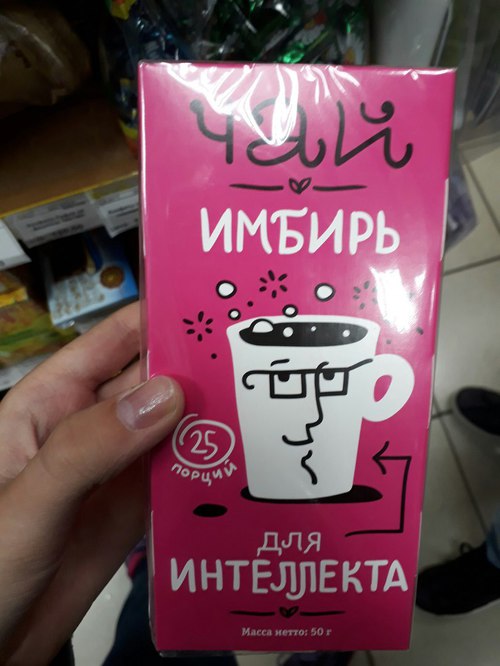 чай
ИМБИРЬ
25
ПОРЦИЙ
ДЛЯ
ИНТЕЛЛЕКТА
Масса нетто: 50 г